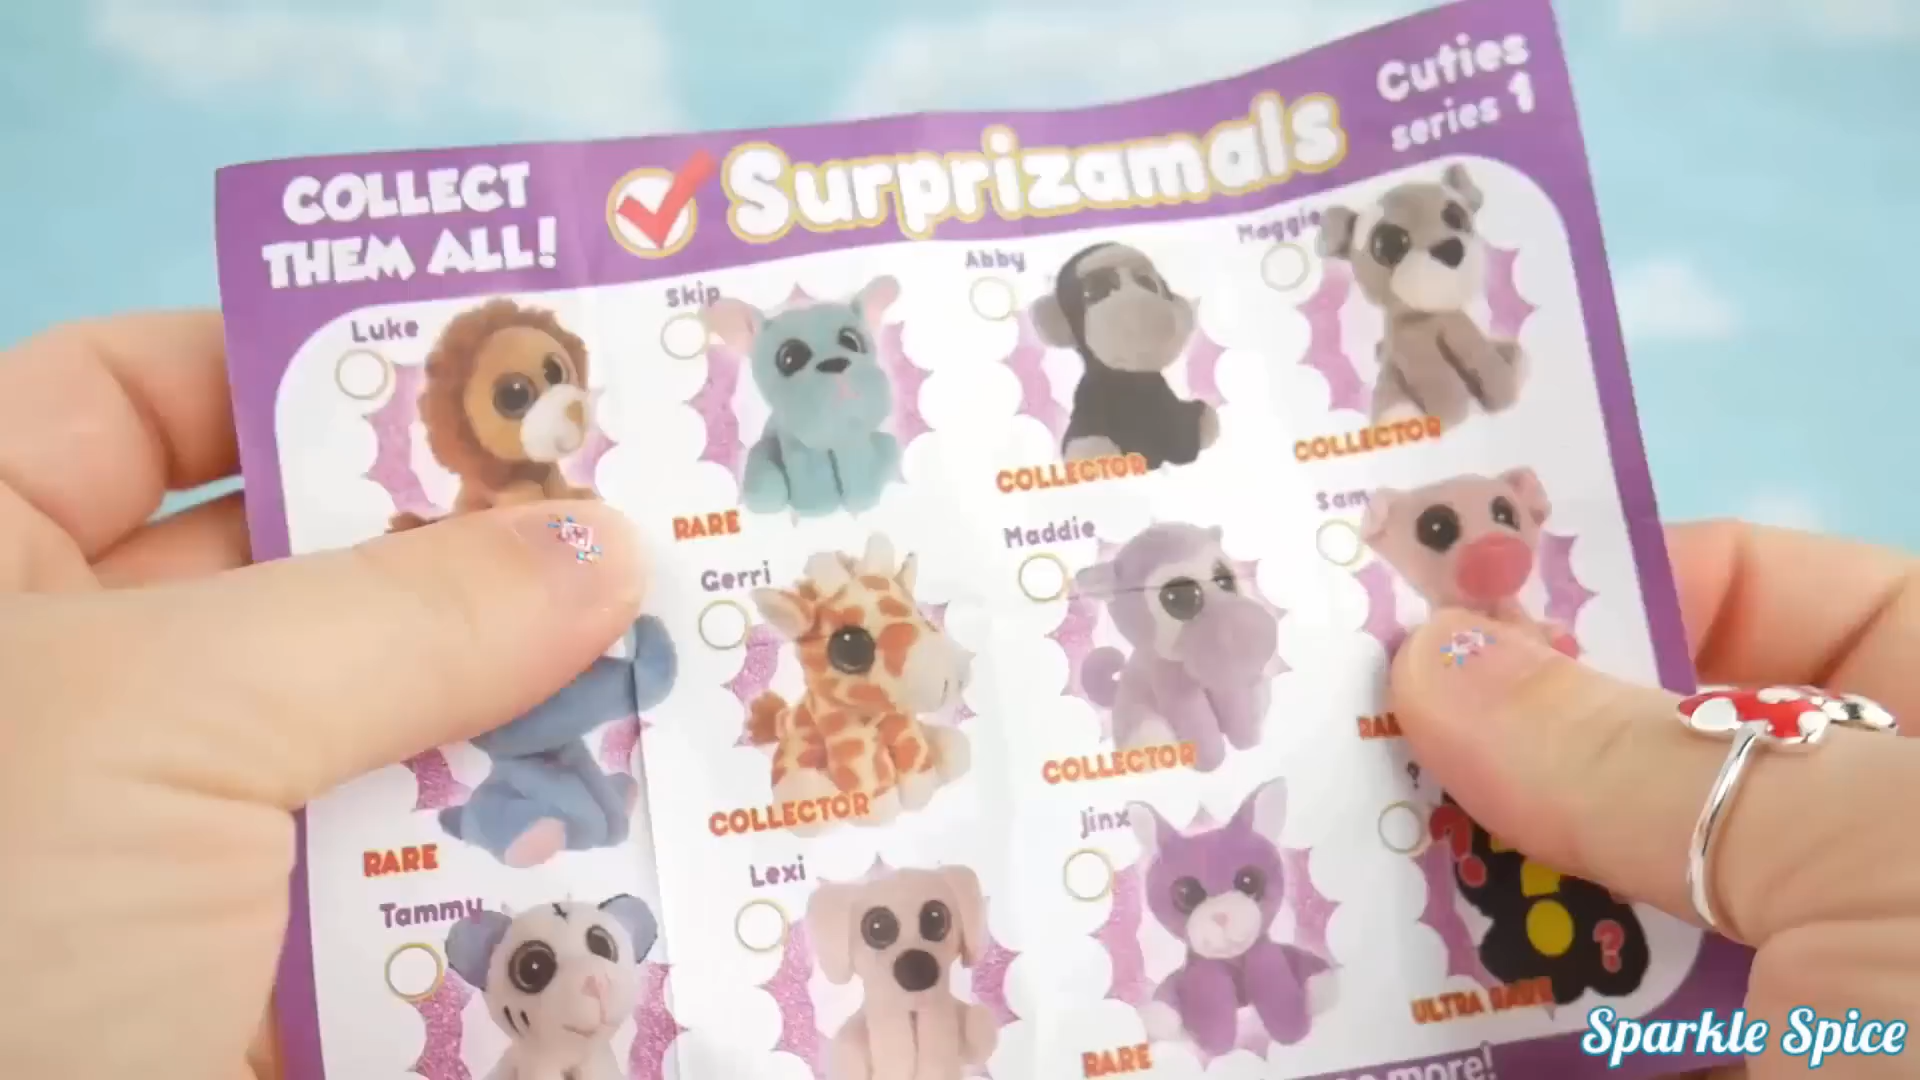 COLLECT
THEM ALL!
Surprizamals
Cuties
series 1
Luke
Skip
Abby
Maggie
RARE
COLLECTOR
COLLECTOR
Gerri
Maddie
Sam
RARE
COLLECTOR
COLLECTOR
?
Tammy
Lexi
Jinx
RARE
ULTRA RARE
more!
Sparkle Spice